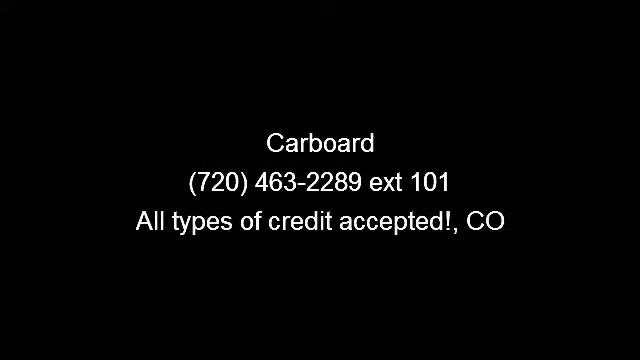 Carboard
(720) 463-2289 ext 101
All types of credit accepted!, CO